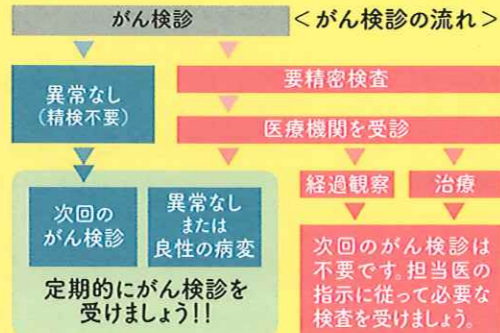 がん検診
<がん検診の流れ>
異常なし
(精検不要)
要精密検査
医療機関を受診
次回の
がん検診
異常なし
または
良性の病変
定期的にがん検診を
受けましょう!!
経過観察
治療
次回のがん検診は
不要です。担当医の
指示に従って必要な
検査を受けましょう。